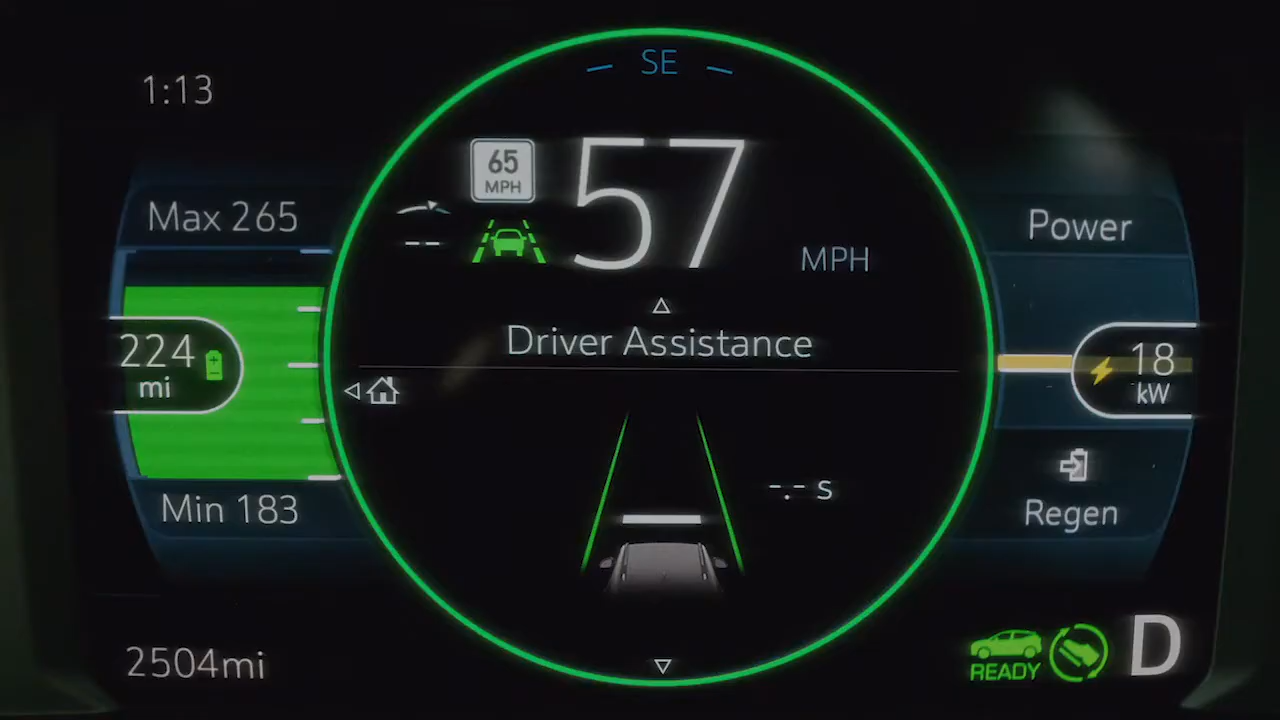 SE
1:13
65
MPH
57
MPH
Max 265
Power
-- 
Driver Assistance
224
mi
18
kW
-.- s
Min 183
Regen
2504mi
READY
D